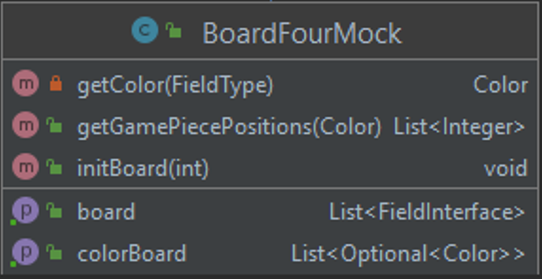 C BoardFourMock
m getColor(FieldType) Color
m getGamePiecePositions(Color) List<Integer>
m initBoard(int) void
p board List<FieldInterface>
p colorBoard List<Optional<Color>>